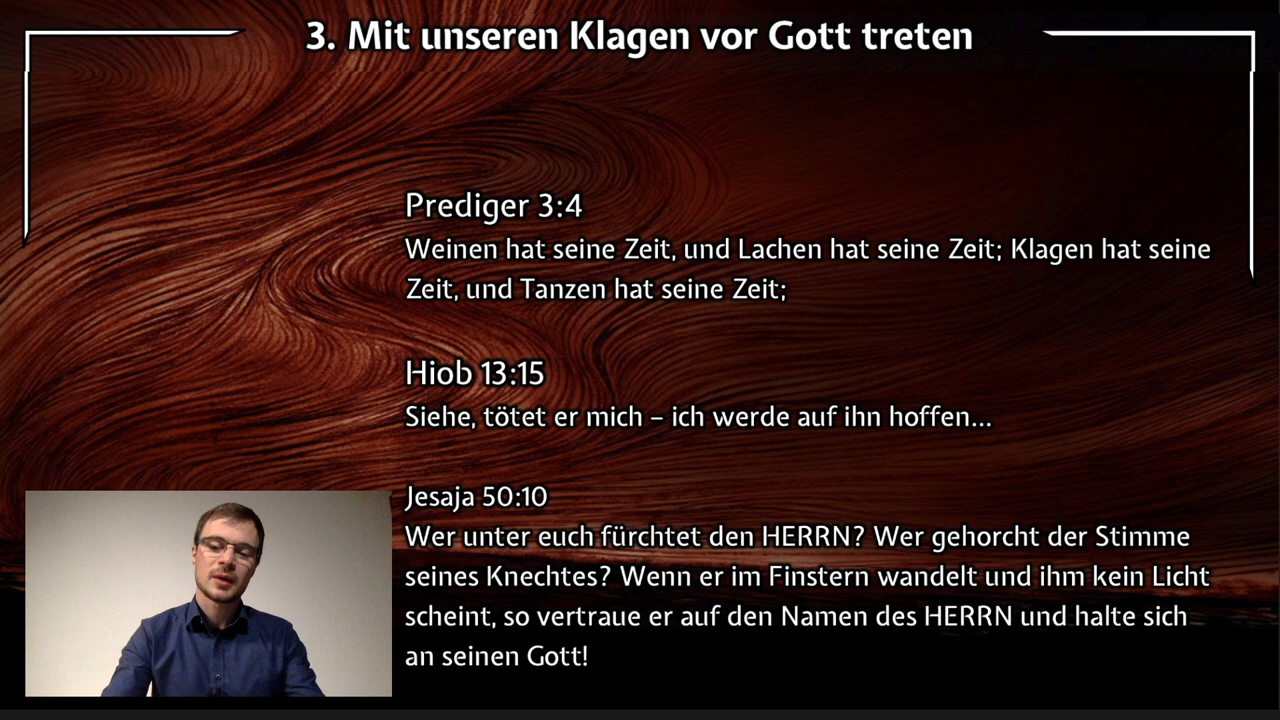 3. Mit unseren Klagen vor Gott treten
Prediger 3:4
Weinen hat seine Zeit, und Lachen hat seine Zeit; Klagen hat seine
Zeit, und Tanzen hat seine Zeit;
Hiob 13:15
Siehe, tötet er mich – ich werde auf ihn hoffen...
Jesaja 50:10
Wer unter euch fürchtet den HERRN? Wer gehorcht der Stimme
seines Knechtes? Wenn er im Finstern wandelt und ihm kein Licht
scheint, so vertraue er auf den Namen des HERRN und halte sich
an seinen Gott!